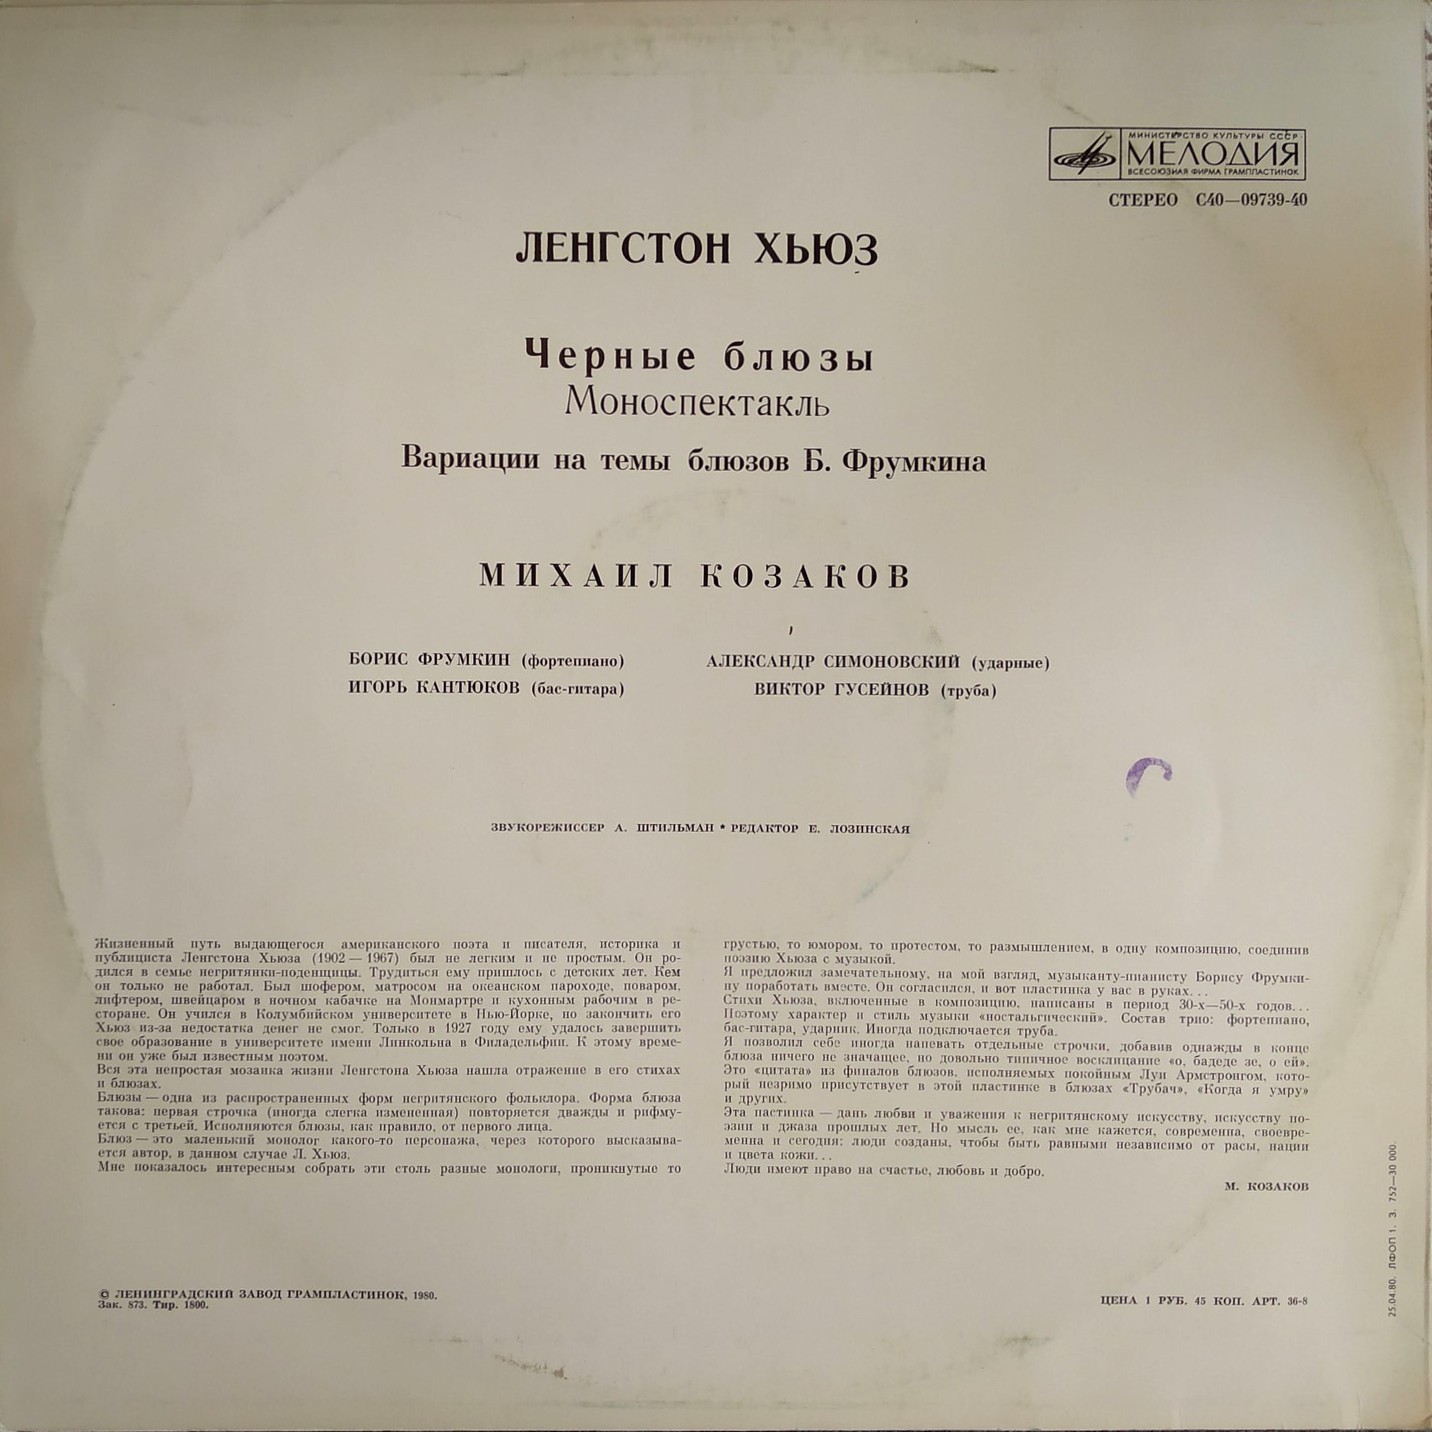 МИНИСТЕРСТВО КУЛЬТУРЫ СССР
МЕЛОДИЯ
ВСЕСОЮЗНАЯ ФИРМА ГРАМПЛАСТИНОК
СТЕРЕО С40—09739-40
ЛЕНГСТОН ХЬЮЗ
Черные блюзы
Моноспектакль
Вариации на темы блюзов Б. Фрумкина
МИХАИЛ КОЗАКОВ
БОРИС ФРУМКИН (фортепиано)
ИГОРЬ КАНТЮКОВ (бас-гитара)
АЛЕКСАНДР СИМОНОВСКИЙ (ударные)
ВИКТОР ГУСЕЙНОВ (труба)
ЗВУКОРЕЖИССЕР А. ШТИЛЬМАН * РЕДАКТОР Е. ЛОЗИНСКАЯ
Жизненный путь выдающегося американского поэта и писателя, историка и
публициста Ленгстона Хьюза (1902—1967) был не легким и не простым. Он ро-
дился в семье негритянки-поденщицы. Трудиться ему пришлось с детских лет. Кем
он только не работал. Был шофером, матросом на океанском пароходе, поваром,
лифтером, швейцаром в ночном кабачке на Монмартре и кухонным рабочим в ре-
сторане. Он учился в Колумбийском университете в Нью-Йорке, но закончить его
Хьюз из-за недостатка денег не смог. Только в 1927 году ему удалось завершить
свое образование в университете имени Линкольна в Филадельфии. К этому време-
ни он уже был известным поэтом.
Вся эта непростая мозаика жизни Ленгстона Хьюза нашла отражение в его стихах
и блюзах.
Блюзы — одна из распространенных форм негритянского фольклора. Форма блюза
такова: первая строчка (иногда слегка измененная) повторяется дважды и рифму-
ется с третьей. Исполняются блюзы, как правило, от первого лица.
Блюз — это маленький монолог какого-то персонажа, через которого высказыва-
ется автор, в данном случае Л. Хьюз.
Мне показалось интересным собрать эти столь разные монологи, проникнутые то
грустью, то юмором, то протестом, то размышлением, в одну композицию, соединив
поэзию Хьюза с музыкой.
Я предложил замечательному, на мой взгляд, музыканту-пианисту Борису Фрумки-
ну поработать вместе. Он согласился, и вот пластинка у вас в руках...
Стихи Хьюза, включенные в композицию, написаны в период 30-х—50-х годов...
Поэтому характер и стиль музыки «ностальгический». Состав трио: фортепиано,
бас-гитара, ударник. Иногда подключается труба.
Я позволил себе иногда напевать отдельные строчки, добавив однажды в конце
блюза ничего не значащее, но довольно типичное восклицание «о, бадеде зе, о ей».
Это «цитата» из финалов блюзов, исполняемых покойным Луи Армстронгом, кото-
рый незримо присутствует в этой пластинке в блюзах «Трубач», «Когда я умру»
и других.
Эта пастинка — дань любви и уважения к негритянскому искусству, искусству по-
эзии и джаза прошлых лет. Но мысль ее, как мне кажется, современна, своевре-
менна и сегодня: люди созданы, чтобы быть равными независимо от расы, нации
и цвета кожи...
Люди имеют право на счастье, любовь и добро.
М. КОЗАКОВ
© ЛЕНИНГРАДСКИЙ ЗАВОД ГРАМПЛАСТИНОК, 1980.
Зак. 873. Тир. 1800.
ЦЕНА 1 РУБ. 45 КОП. АРТ. 36-8
25.04.80. ЛФОП 1. З. 752—30 000.